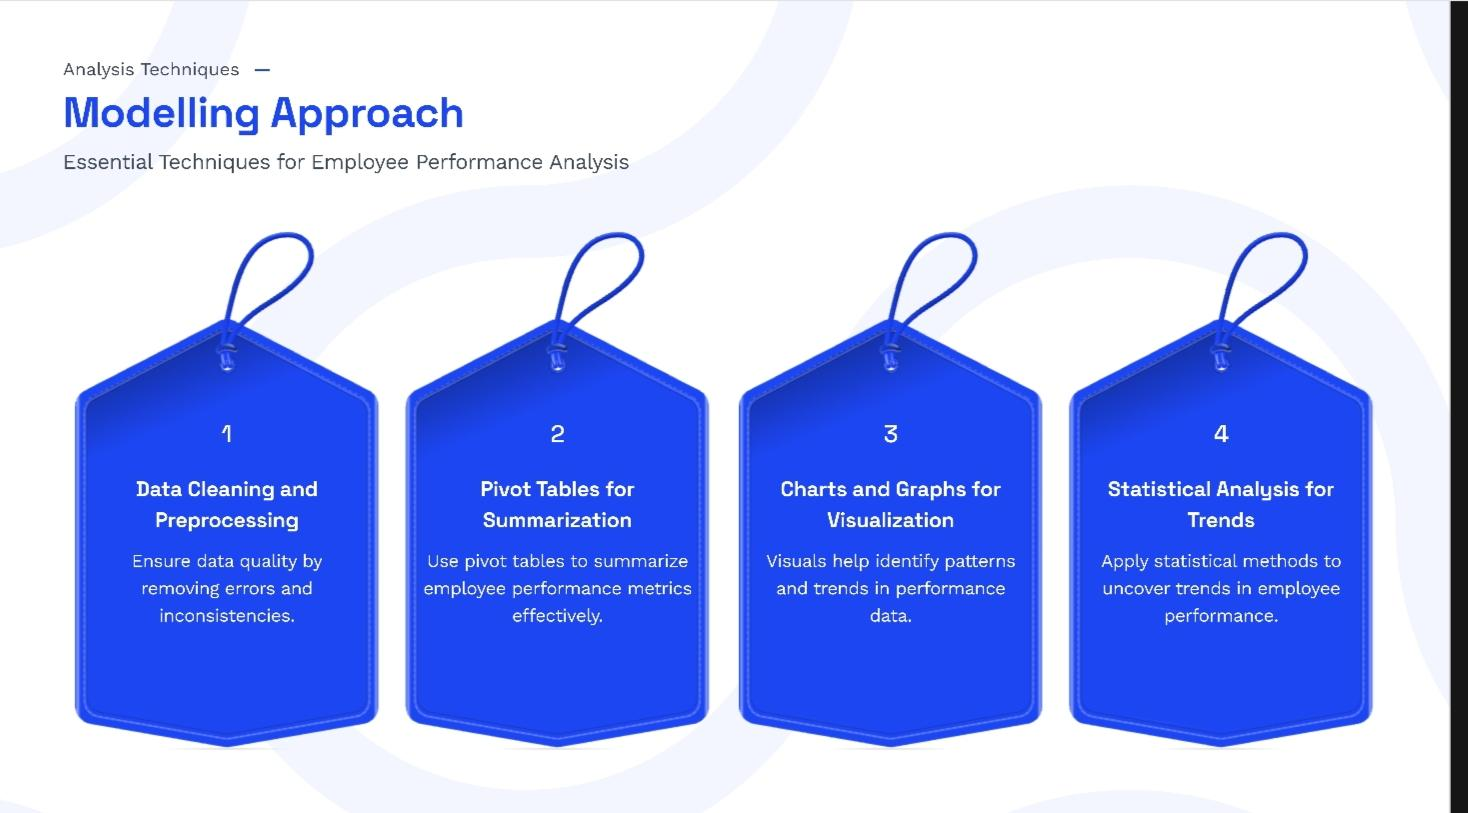 Analysis Techniques —
Modelling Approach
Essential Techniques for Employee Performance Analysis
1
Data Cleaning and
Preprocessing
Ensure data quality by
removing errors and
inconsistencies.
2
Pivot Tables for
Summarization
Use pivot tables to summarize
employee performance metrics
effectively.
3
Charts and Graphs for
Visualization
Visuals help identify patterns
and trends in performance
data.
4
Statistical Analysis for
Trends
Apply statistical methods to
uncover trends in employee
performance.